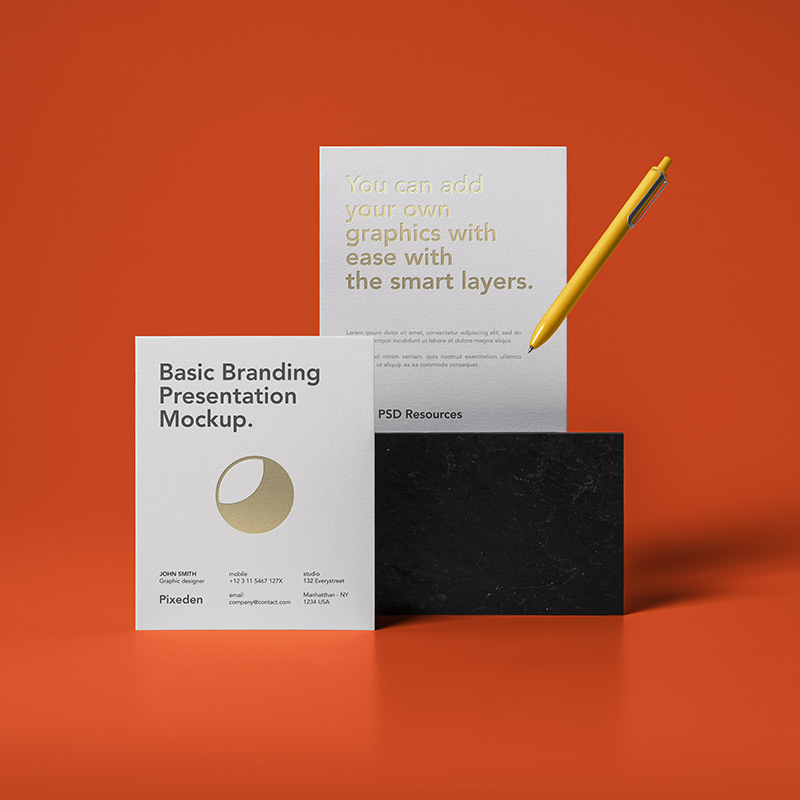 You can add
your own
graphics with
ease with
the smart layers.
Lorem ipsum dolor sit amet, consectetur adipiscing elit, sed do
tempor incididunt ut labore et dolore magna aliqua.
minim veniam, quis nostrud exercitation ullamco
ut aliquip ex ea commodo consequat.
PSD Resources
Basic Branding
Presentation
Mockup.
JOHN SMITH
Graphic designer
Pixeden
mobile
+12 3 11 5467 127X
email
company@contact.com
studio
132 Everystreet
Manhatthan - NY
1234 USA